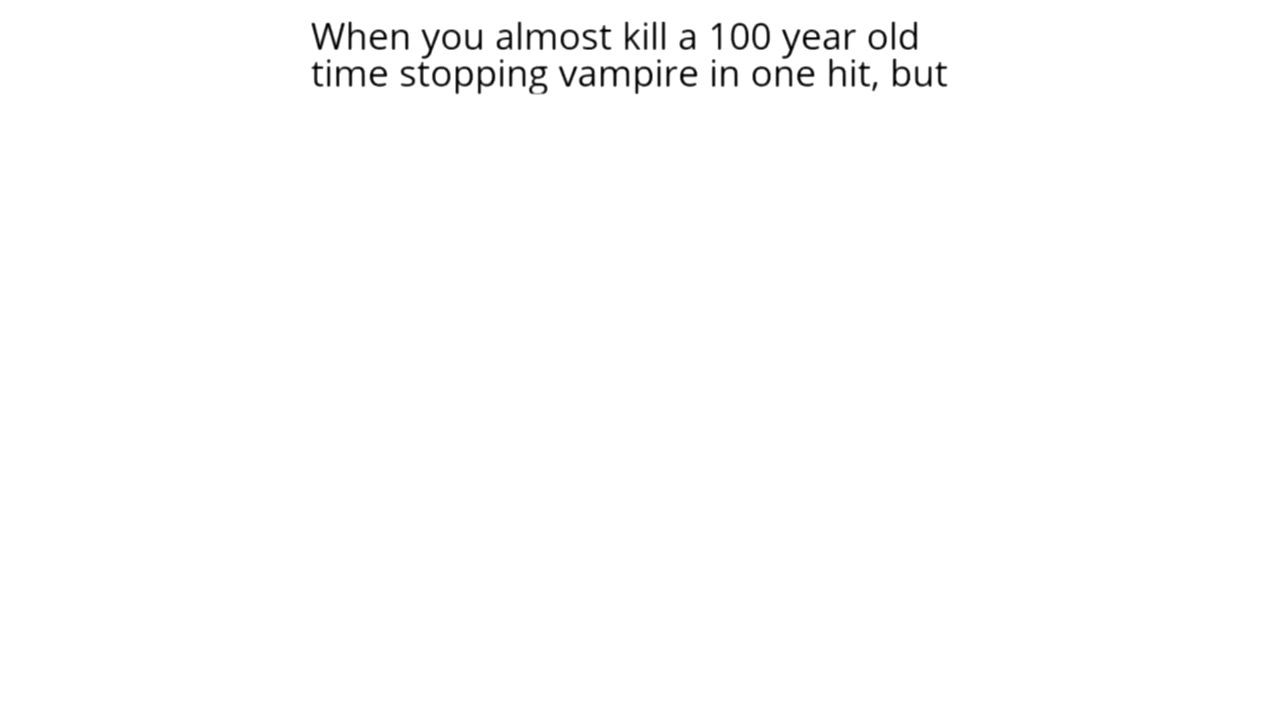 When you almost kill a 100 year old
time stopping vampire in one hit, but